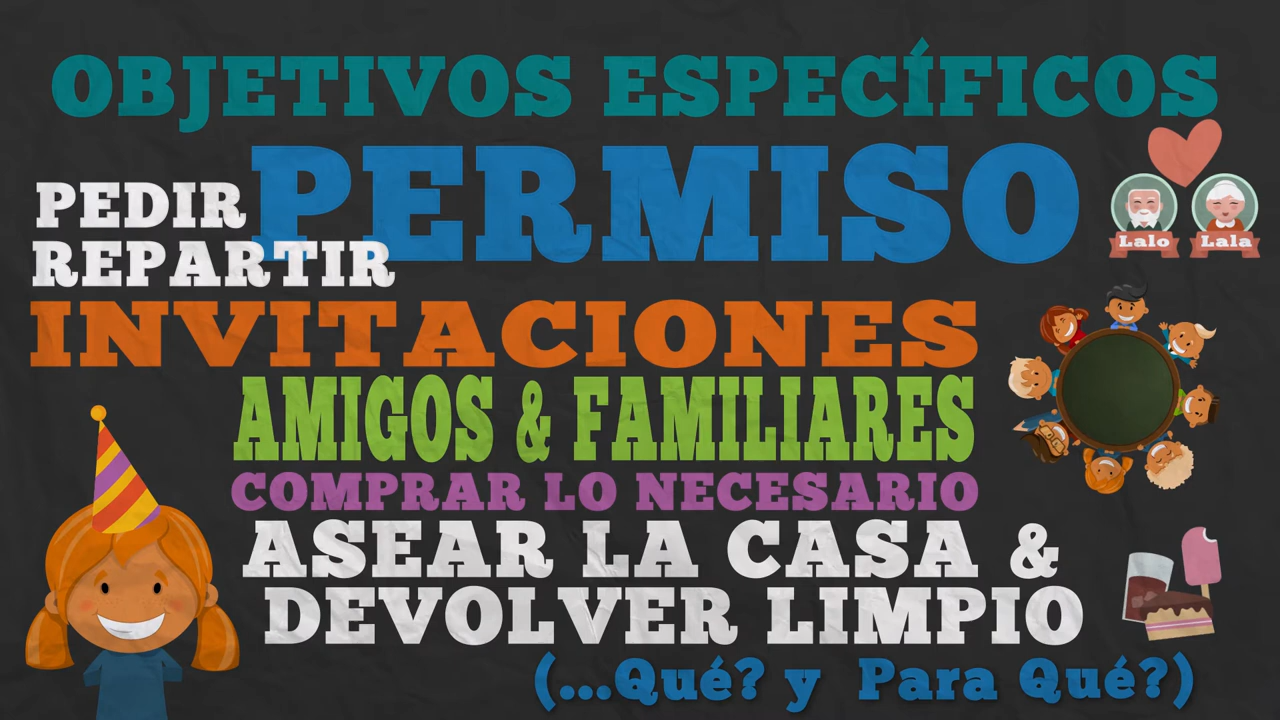 OBJETIVOS ESPECÍFICOS
PEDIR PERMISO
Lalo Lala
REPARTIR
INVITACIONES
AMIGOS & FAMILIARES
COMPRAR LO NECESARIO
ASEAR LA CASA &
DEVOLVER LIMPIO
(...Qué? y Para Qué?)